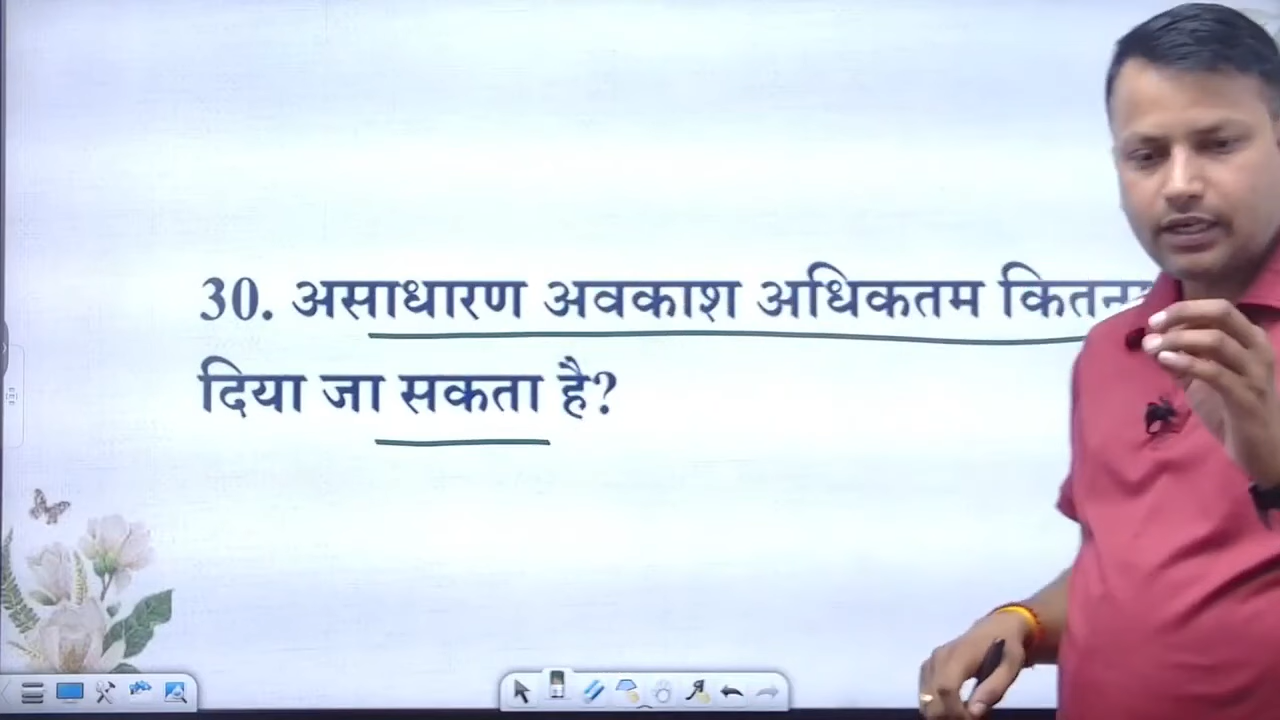 30. असाधारण अवकाश अधिकतम
दिया जा सकता है?